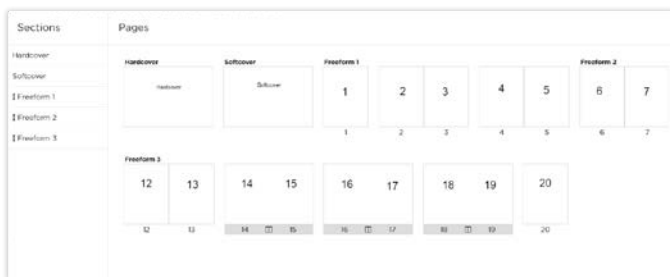 Sections
Pages
Hardcover
Softcover
Freeform 1
Freeform 2
Freeform 3
Hardcover Softcover Freeform 1 Freeform 2
Hardcover Softcover 1 2 3 4 5 6 7
1 2 3 4 5 6 7
Freeform 3
12 13 14 15 16 17 18 19 20
12 13 14 15 16 17 18 19 20